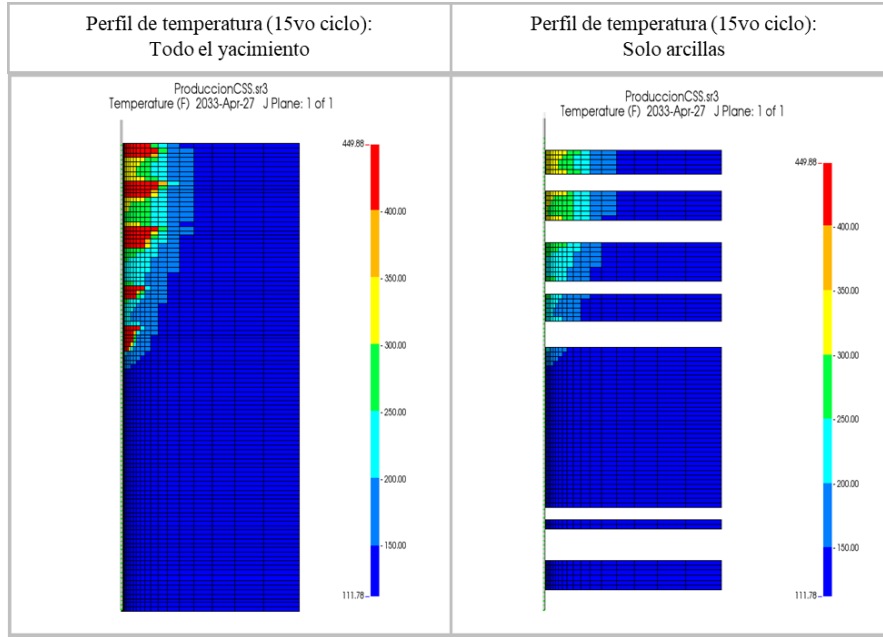 Perfil de temperatura (15vo ciclo):
Todo el yacimiento
Perfil de temperatura (15vo ciclo):
Solo arcillas
ProduccionCSS.sr3
Temperature (F) 2033-Apr-27 J Plane: 1 of 1
449.88
400.00
350.00
300.00
250.00
200.00
150.00
111.78
ProduccionCSS.sr3
Temperature (F) 2033-Apr-27 J Plane: 1 of 1
449.88
400.00
350.00
300.00
250.00
200.00
150.00
111.78